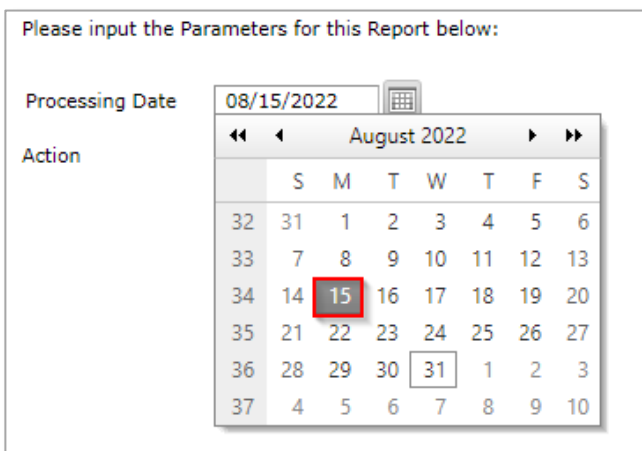 Please input the Parameters for this Report below:
Processing Date 08/15/2022
Action
August 2022
S M T W T F S
32 31 1 2 3 4 5 6
33 7 8 9 10 11 12 13
34 14 15 16 17 18 19 20
35 21 22 23 24 25 26 27
36 28 29 30 31 1 2 3
37 4 5 6 7 8 9 10